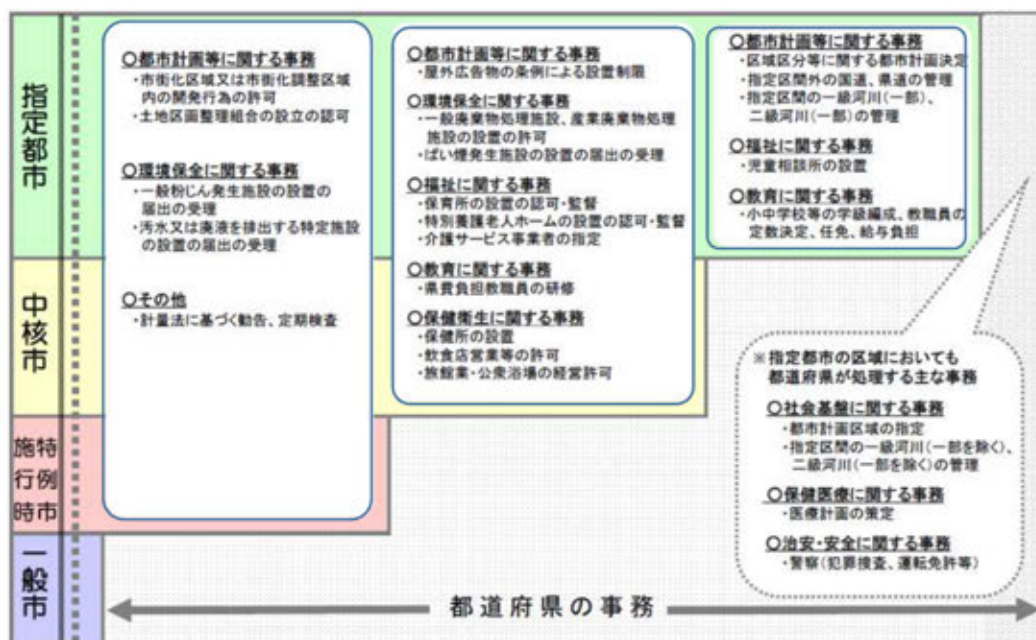 指定都市
中核市
施行時特例市
一般市
〇都市計画等に関する事務
・市街化区域又は市街化調整区域
内の開発行為の許可
・土地区画整理組合の設立の認可
〇環境保全に関する事務
・一般粉じん発生施設の設置の
届出の受理
・汚水又は廃液を排出する特定施設
の設置の届出の受理
〇その他
・計量法に基づく勧告、定期検査
〇都市計画等に関する事務
・屋外広告物の条例による設置制限
〇環境保全に関する事務
・一般廃棄物処理施設、産業廃棄物処理
施設の設置の許可
・ばい煙発生施設の設置の届出の受理
〇福祉に関する事務
・保育所の設置の認可・監督
・特別養護老人ホームの設置の認可・監督
・介護サービス事業者の指定
〇教育に関する事務
・県費負担教職員の研修
〇保健衛生に関する事務
・保健所の設置
・飲食店営業等の許可
・旅館業・公衆浴場の経営許可
〇都市計画等に関する事務
・区域区分等に関する都市計画決定
・指定区間外の国道、県道の管理
・指定区間の一級河川(一部)、
二級河川(一部)の管理
〇福祉に関する事務
・児童相談所の設置
〇教育に関する事務
・小中学校等の学級編成、教職員の
定数決定、任免、給与負担
※指定都市の区域においても
都道府県が処理する主な事務
〇社会基盤に関する事務
・都市計画区域の指定
・指定区間の一級河川(一部を除く)、
二級河川(一部を除く)の管理
〇保健医療に関する事務
・医療計画の策定
〇治安・安全に関する事務
・警察(犯罪捜査、運転免許等)
都道府県の事務